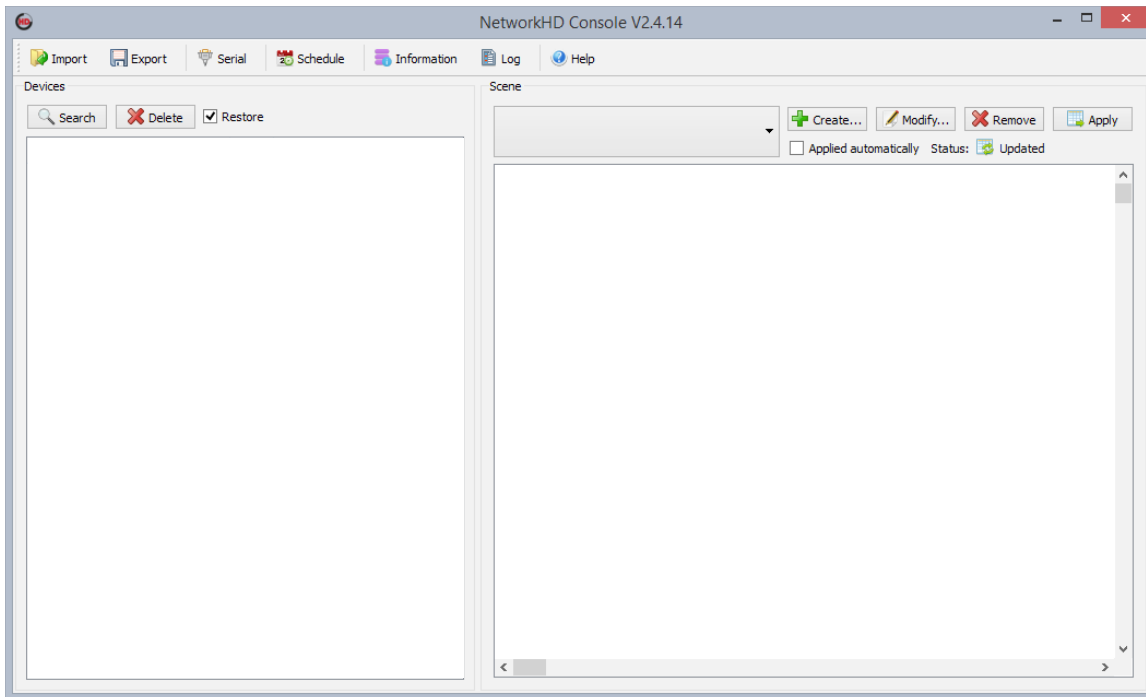 NetworkHD Console V2.4.14
Import Export Serial Schedule Information Log Help
Devices
Search Delete Restore
Scene
Create... Modify... Remove Apply
Applied automatically Status: Updated